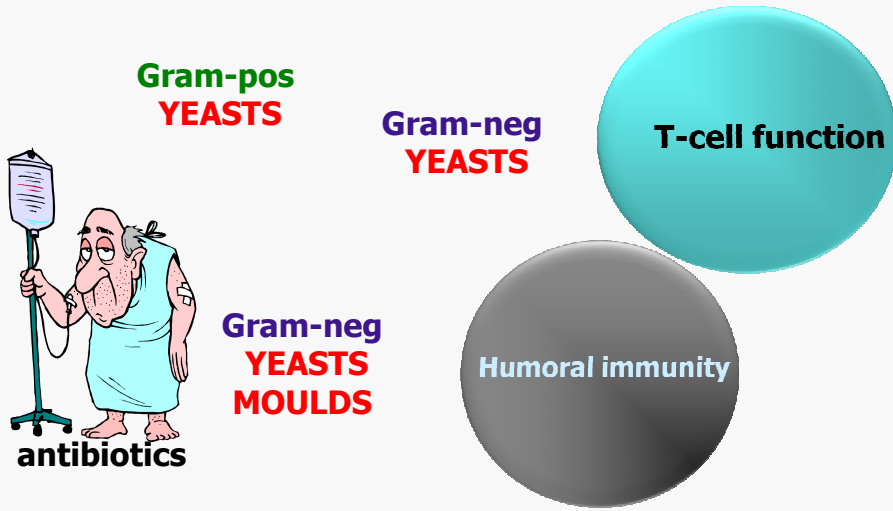 Gram-pos
YEASTS
Gram-neg
YEASTS
T-cell function
Gram-neg
YEASTS
MOULDS
Humoral immunity
antibiotics